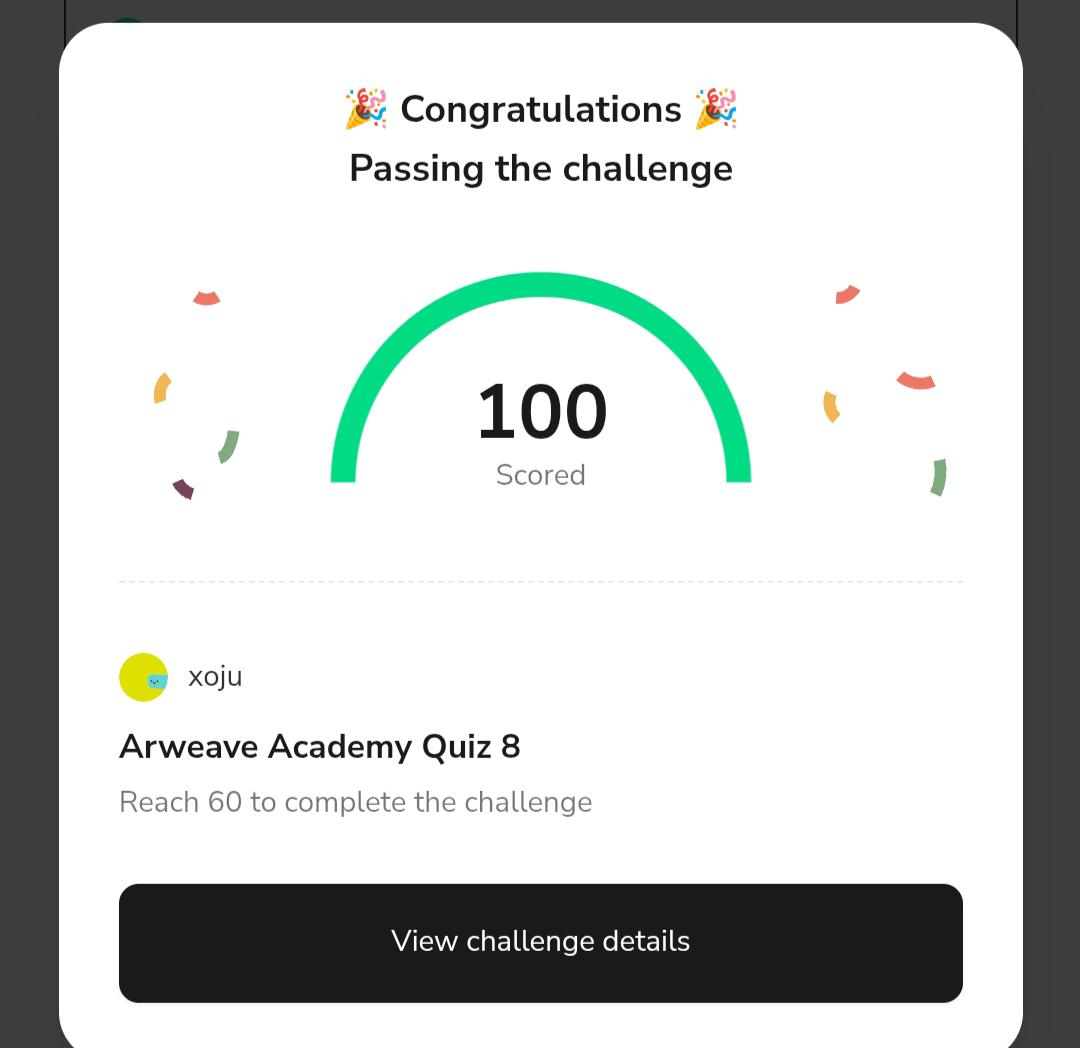 🎉 Congratulations 🎉
Passing the challenge
100
Scored
xoju
Arweave Academy Quiz 8
Reach 60 to complete the challenge
View challenge details